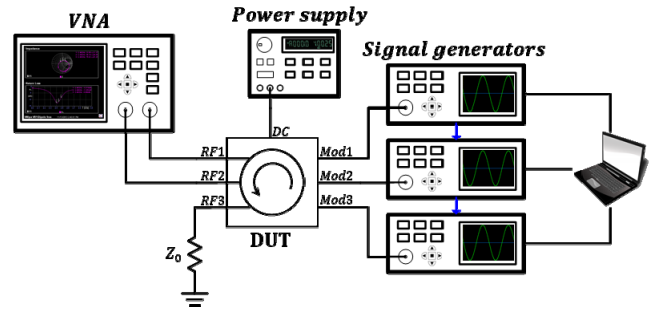 VNA
Power supply
Signal generators
DC
RF1
RF2
RF3
Mod1
Mod2
Mod3
DUT
Z₀